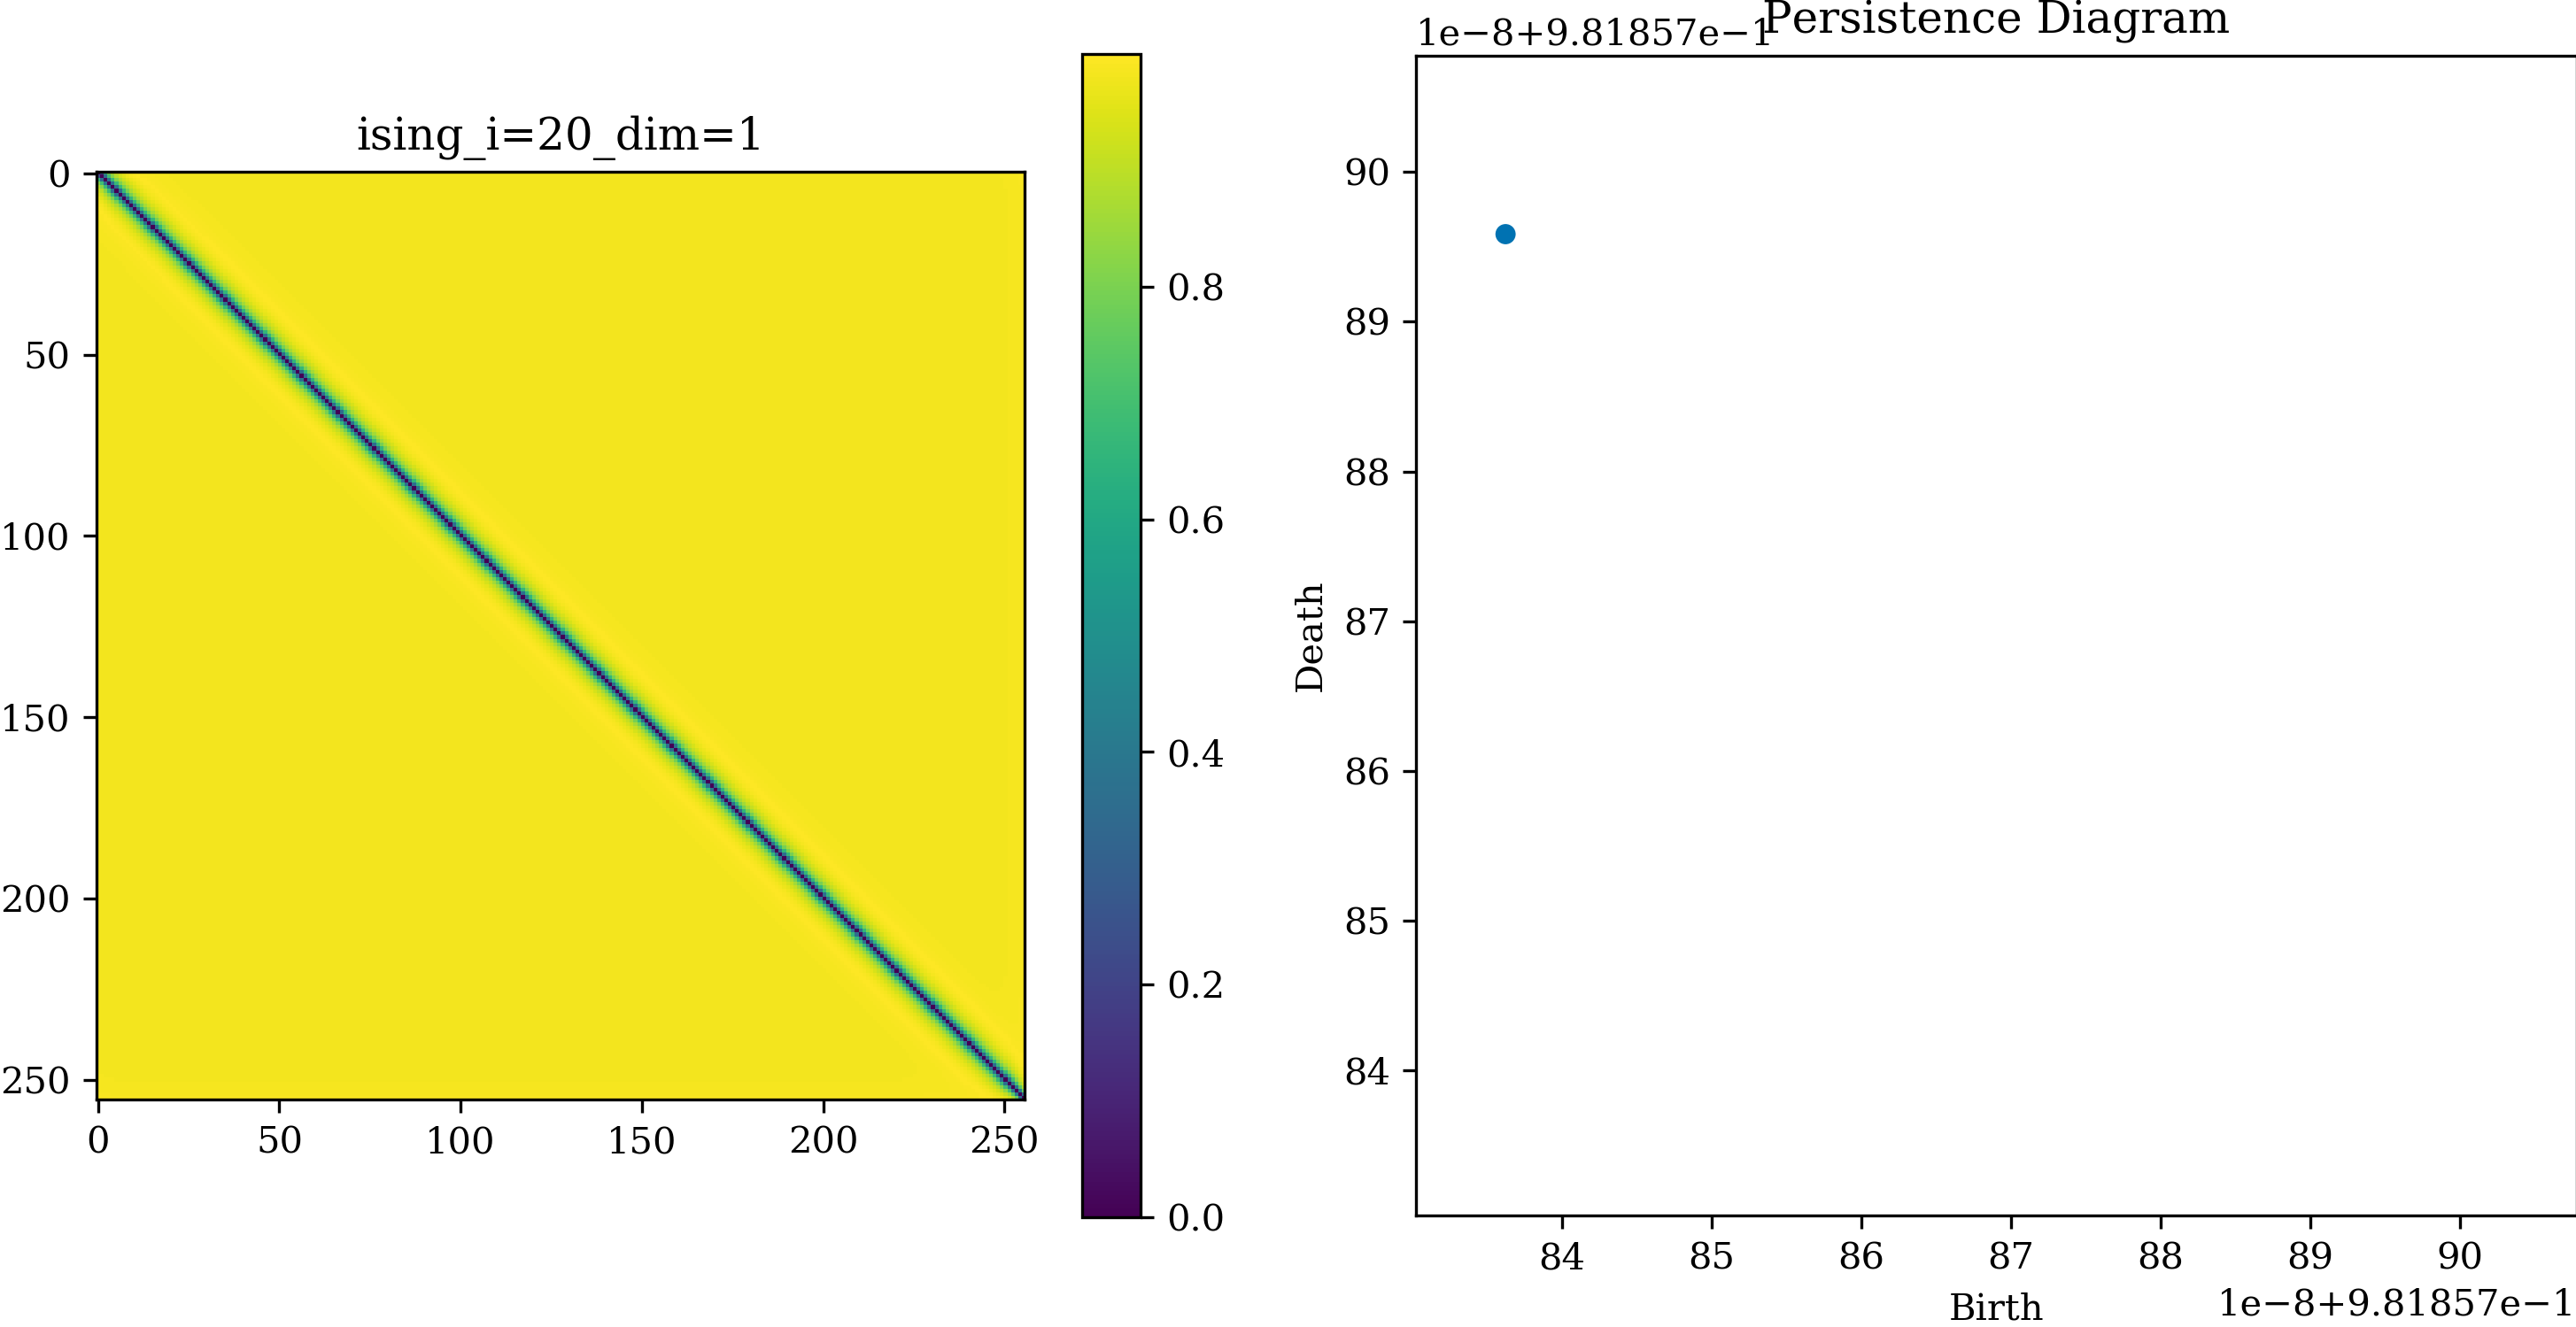 ising_i=20_dim=1
0
50
100
150
200
250
0 50 100 150 200 250
0.8
0.6
0.4
0.2
0.0
Persistence Diagram
1e−8+9.81857e−1
90
89
88
87
86
85
84
Death
84 85 86 87 88 89 90
Birth
1e−8+9.81857e−1